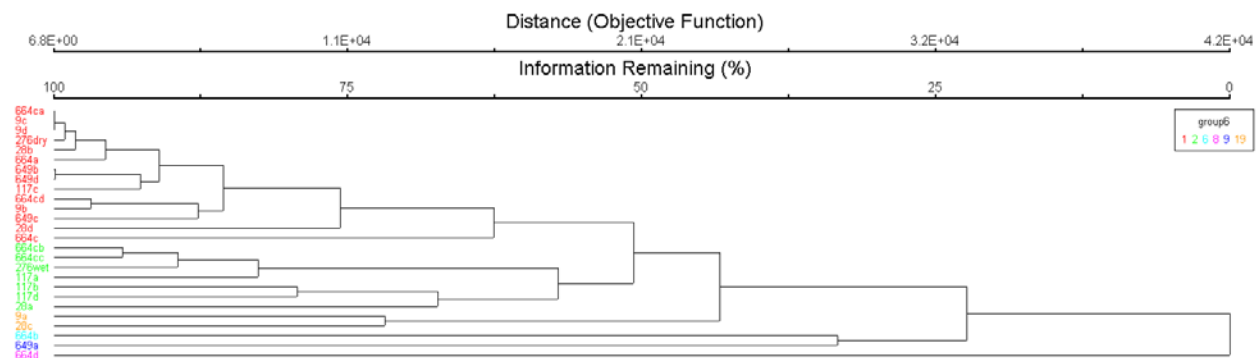 Distance (Objective Function)
6.8E+00 1.1E+04 2.1E+04 3.2E+04 4.2E+04
Information Remaining (%)
100 75 50 25 0
664ca
9c
9d
276dry
28b
664a
649b
649d
117c
664cd
9b
649c
28d
664c
664cb
664cc
276wet
117a
117b
117d
28a
9a
28c
664b
649a
664d
group6
1 2 6 8 9 19